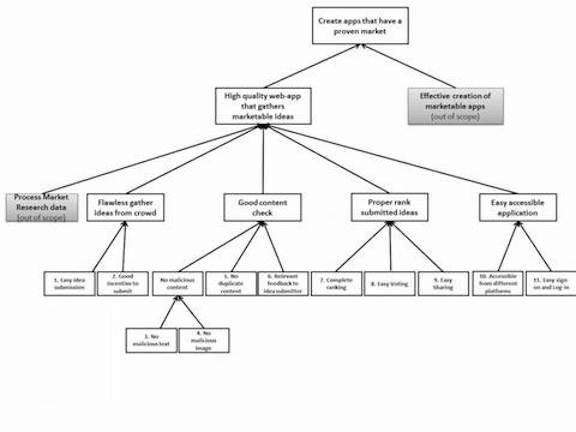 Create apps that have a
proven market
High quality web-app
that gathers
marketable ideas
Effective creation of
marketable apps
(out of scope)
Process Market
Research data
(out of scope)
Flawless gather
ideas from crowd
Good content
check
Proper rank
submitted ideas
Easy accessible
application
1. Easy idea
submission
2. Good
incentive to
submit
No malicious
content
5. No
duplicate
content
6. Relevant
feedback to
idea submitter
7. Complete
ranking
8. Easy Voting
9. Easy
Sharing
10. Accessible
from different
platforms
11. Easy sign
on and Log-in
3. No
malicious text
4. No
malicious
image